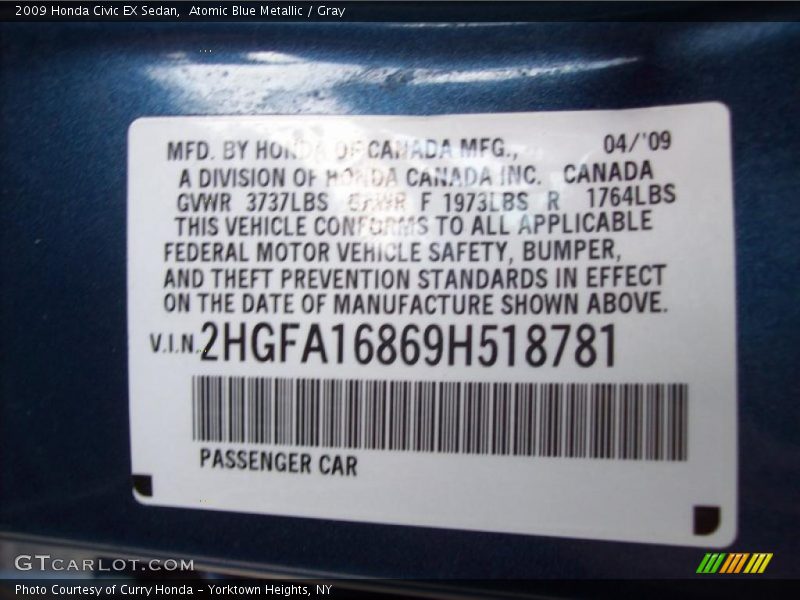 2009 Honda Civic EX Sedan,  Atomic Blue Metallic / Gray
MFD. BY HONDA OF CANADA MFG., 04/'09
A DIVISION OF HONDA CANADA INC. CANADA
GVWR 3737LBS GAWR F 1973LBS R 1764LBS
THIS VEHICLE CONFORMS TO ALL APPLICABLE
FEDERAL MOTOR VEHICLE SAFETY, BUMPER,
AND THEFT PREVENTION STANDARDS IN EFFECT
ON THE DATE OF MANUFACTURE SHOWN ABOVE.
V.I.N. 2HGFA16869H518781
PASSENGER CAR
GTCARLOT.COM
Photo Courtesy of Curry Honda - Yorktown Heights, NY